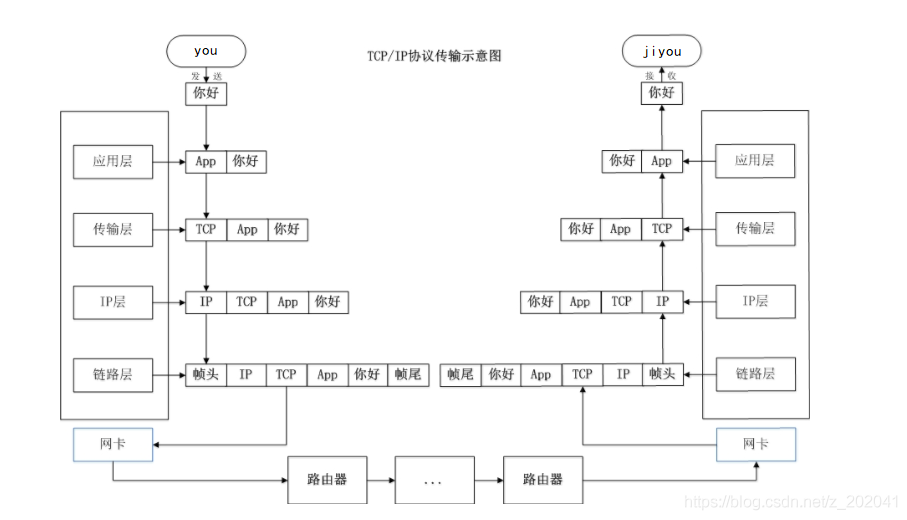 you
jiyou
TCP/IP协议传输示意图
发 送
接 收
你好
你好
应用层
App 你好
你好 App
应用层
传输层
TCP App 你好
你好 App TCP
传输层
IP层
IP TCP App 你好
你好 App TCP IP
IP层
链路层
帧头 IP TCP App 你好 帧尾
帧尾 你好 App TCP IP 帧头
链路层
网卡
网卡
路由器
...
路由器
https://blog.csdn.net/z_202041